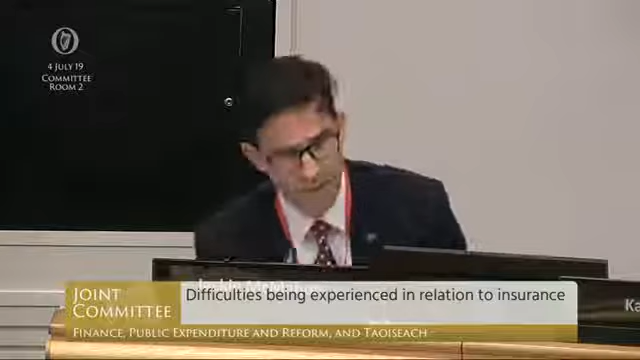 4 July 19
Committee
Room 2
Joint
Committee
Difficulties being experienced in relation to insurance
Finance, Public Expenditure and Reform, and Taoiseach
Ka